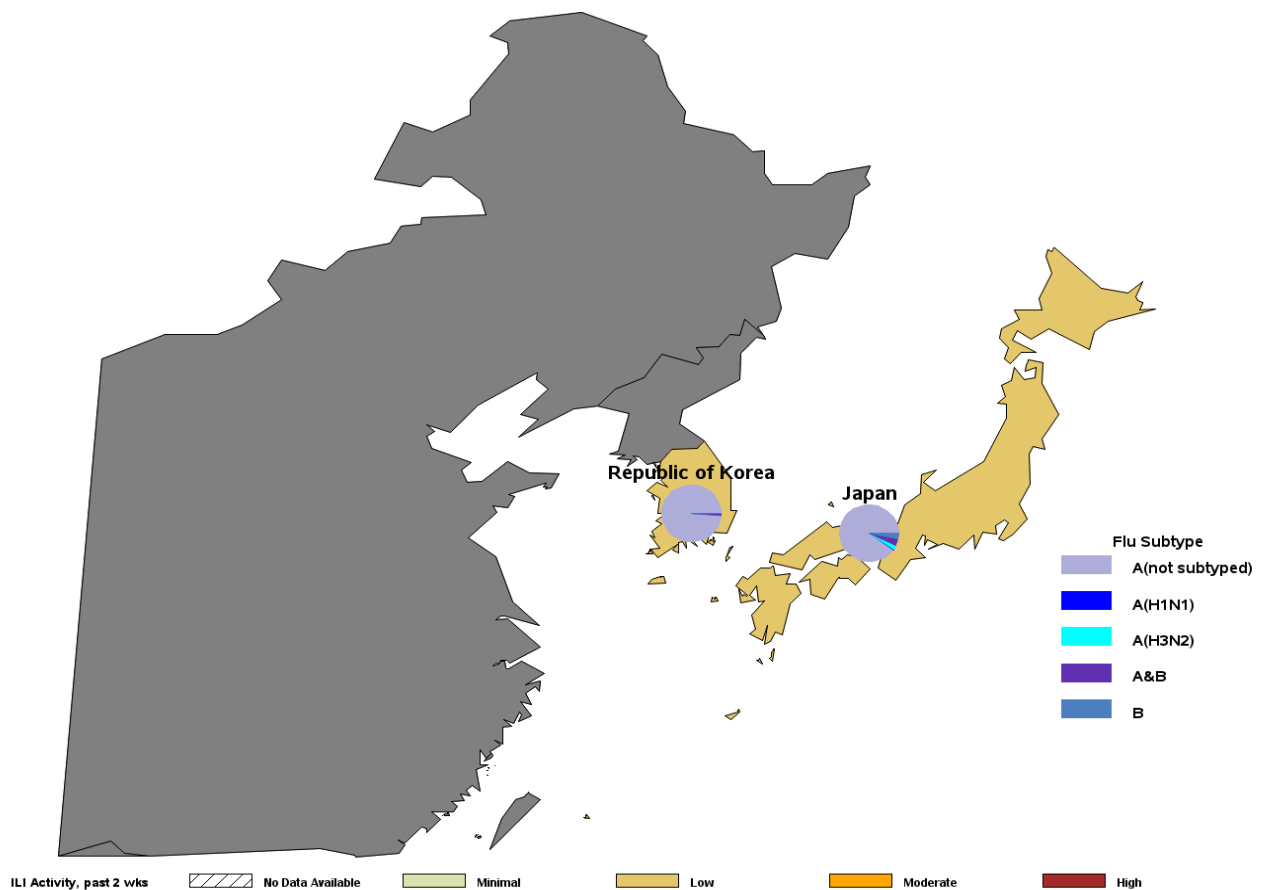 Republic of Korea
Japan
Flu Subtype
A(not subtyped)
A(H1N1)
A(H3N2)
A&B
B
ILI Activity, past 2 wks No Data Available Minimal Low Moderate High